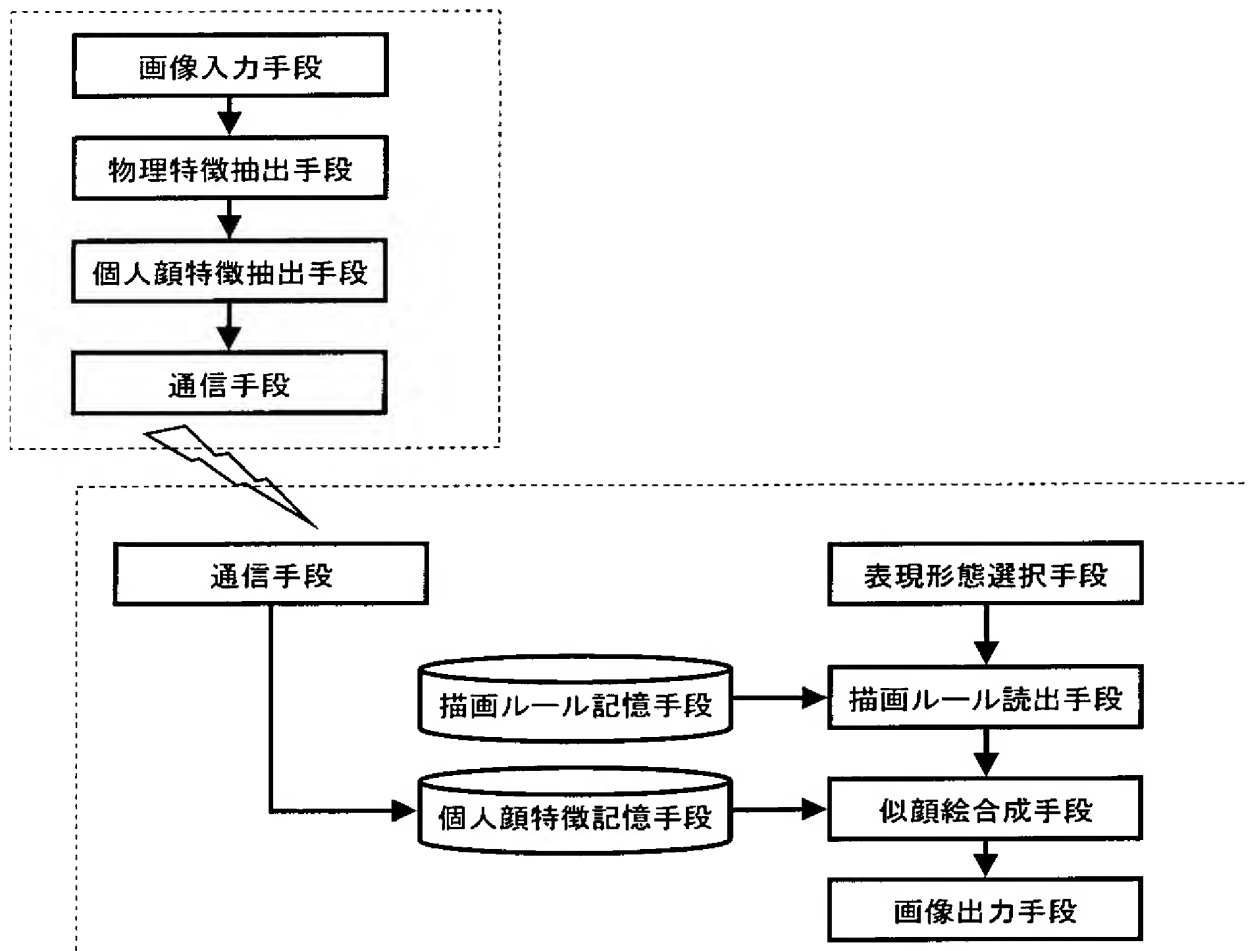 画像入力手段
物理特徴抽出手段
個人顔特徴抽出手段
通信手段
通信手段
表現形態選択手段
描画ルール記憶手段
描画ルール読出手段
個人顔特徴記憶手段
似顔絵合成手段
画像出力手段